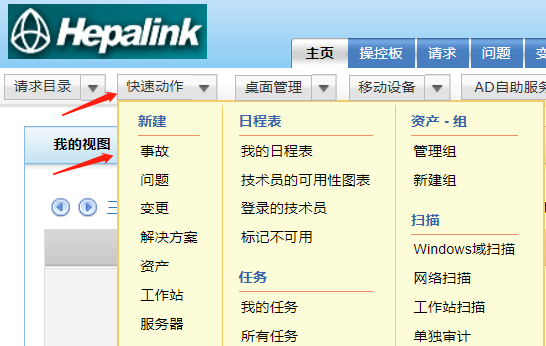 Hepalink
主页 操控板 请求 问题
请求目录 快速动作 桌面管理 移动设备 AD自助服务
我的视图
新建
事故
问题
变更
解决方案
资产
工作站
服务器
日程表
我的日程表
技术员的可用性图表
登录的技术员
标记不可用
任务
我的任务
所有任务
资产 - 组
管理组
新建组
扫描
Windows域扫描
网络扫描
工作站扫描
单独审计